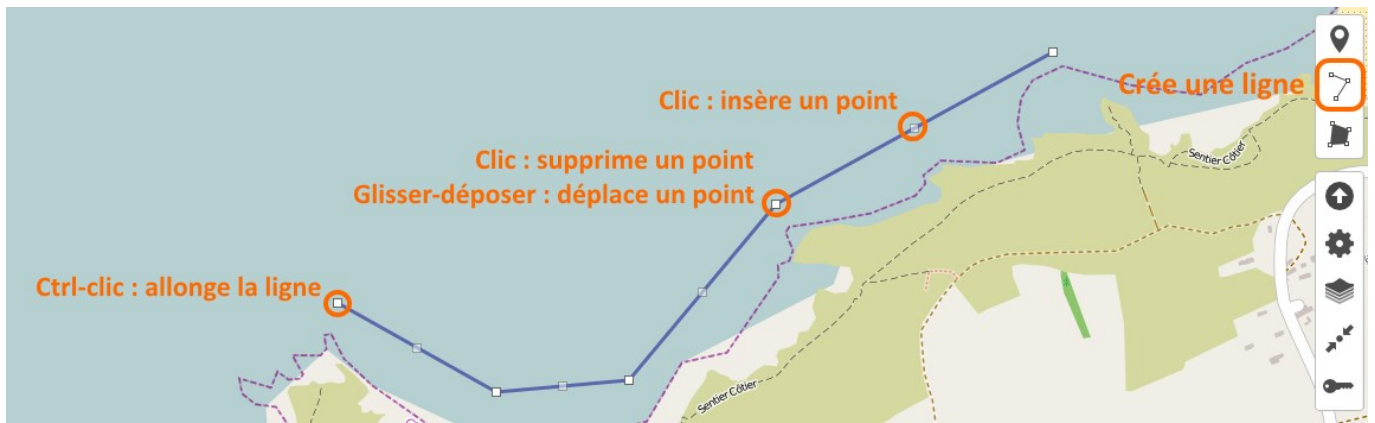 Crée une ligne
Clic : insère un point
Clic : supprime un point
Glisser-déposer : déplace un point
Ctrl-clic : allonge la ligne
Sentier Côtier
Sentier Côtier